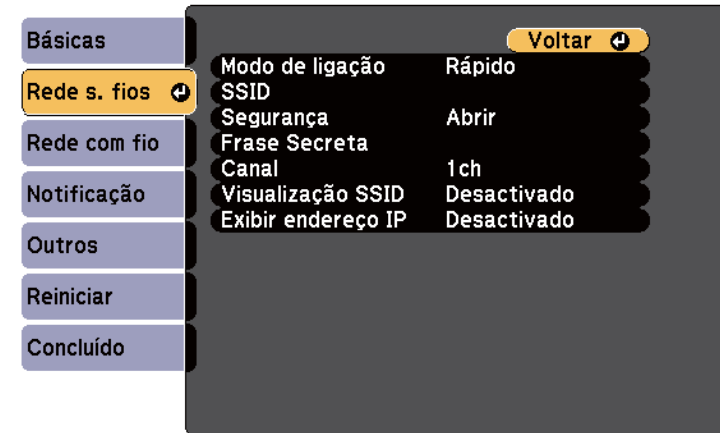 Básicas
Rede s. fios
Rede com fio
Notificação
Outros
Reiniciar
Concluído
Voltar
Modo de ligação Rápido
SSID
Segurança Abrir
Frase Secreta
Canal 1ch
Visualização SSID Desactivado
Exibir endereço IP Desactivado